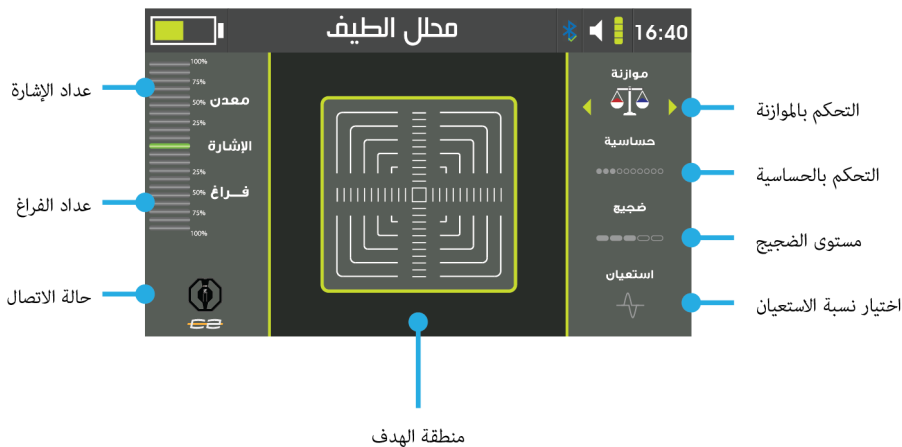 محلل الطيف
16:40
موازنة
حساسية
ضجيج
استعيان
التحكم بالموازنة
التحكم بالحساسية
مستوى الضجيج
اختيار نسبة الاستعيان
100%
75%
معدن
50%
25%
الإشارة
25%
فـــراغ
50%
75%
100%
عداد الإشارة
عداد الفراغ
حالة الاتصال
منطقة الهدف